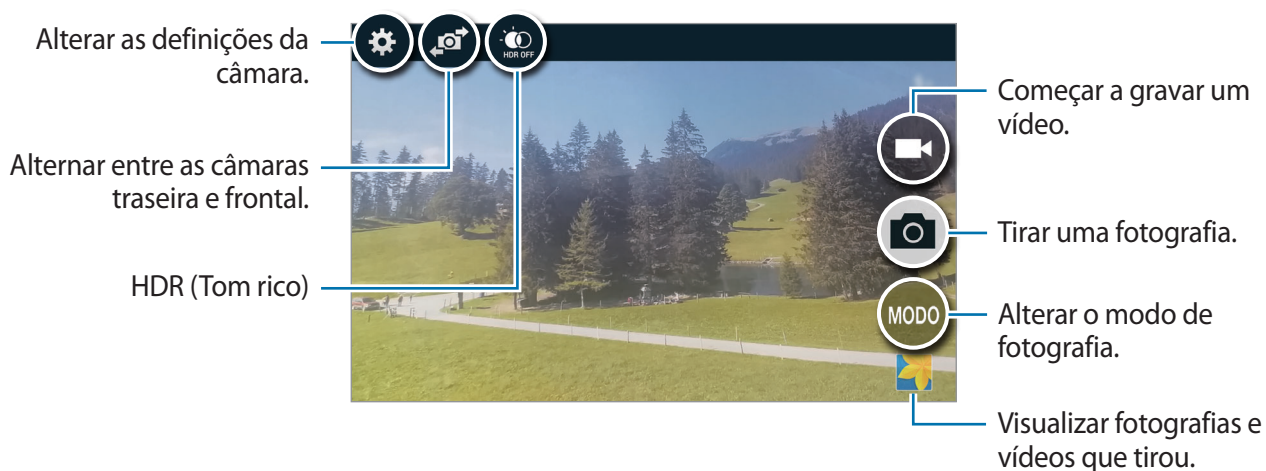 Alterar as definições da
câmara.
Alternar entre as câmaras
traseira e frontal.
HDR (Tom rico)
HDR OFF
Começar a gravar um
vídeo.
Tirar uma fotografia.
MODO
Alterar o modo de
fotografia.
Visualizar fotografias e
vídeos que tirou.